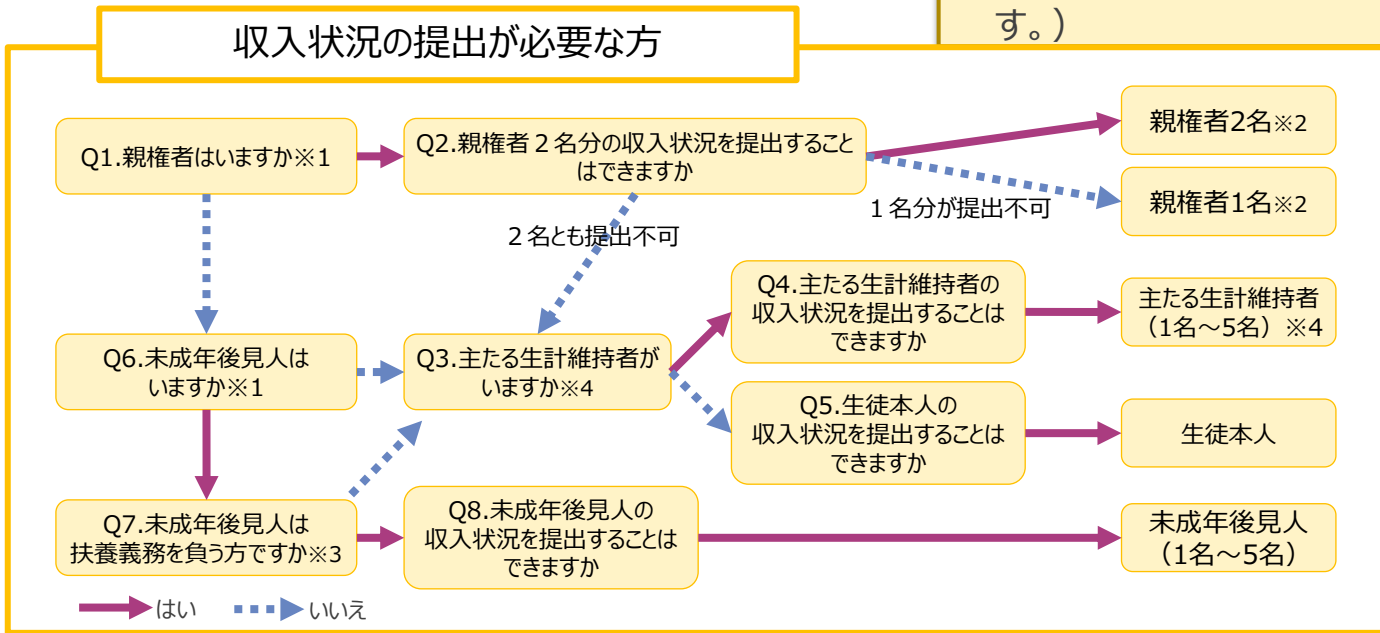 す。）
収入状況の提出が必要な方
Q1.親権者はいますか※1
Q2.親権者２名分の収入状況を提出すること
はできますか
親権者2名※2
親権者1名※2
１名分が提出不可
２名とも提出不可
Q6.未成年後見人は
いますか※1
Q3.主たる生計維持者が
いますか※4
Q4.主たる生計維持者の
収入状況を提出することは
できますか
主たる生計維持者
（1名～5名）※4
Q5.生徒本人の
収入状況を提出することは
できますか
生徒本人
Q7.未成年後見人は
扶養義務を負う方ですか※3
Q8.未成年後見人の
収入状況を提出することは
できますか
未成年後見人
（1名～5名）
はい
いいえ